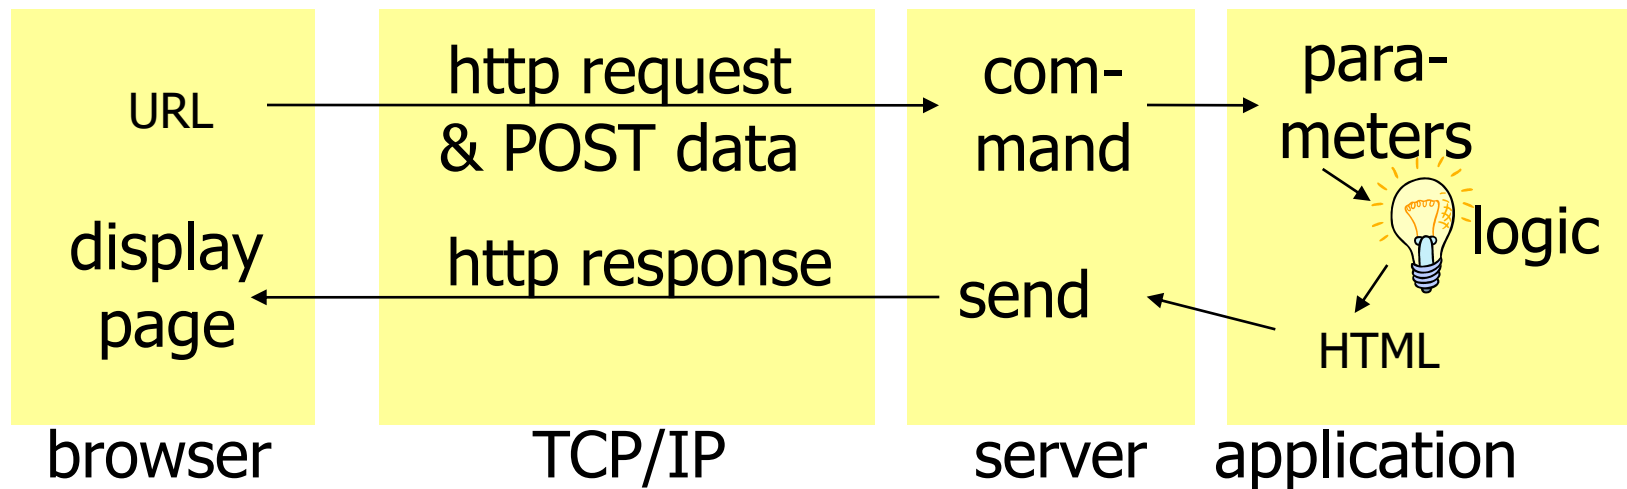 URL
http request
& POST data
com-
mand
para-
meters
logic
display
page
http response
send
HTML
browser
TCP/IP
server
application